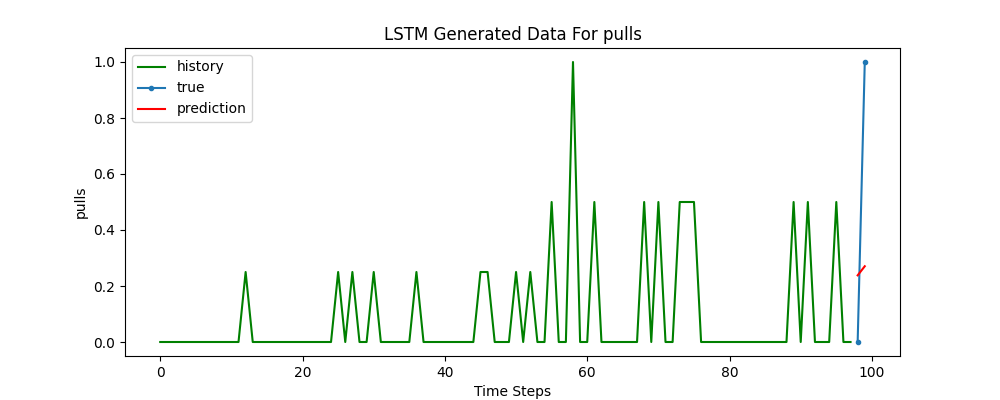 LSTM Generated Data For pulls
history
true
prediction
1.0
0.8
0.6
0.4
0.2
0.0
pulls
0 20 40 60 80 100
Time Steps